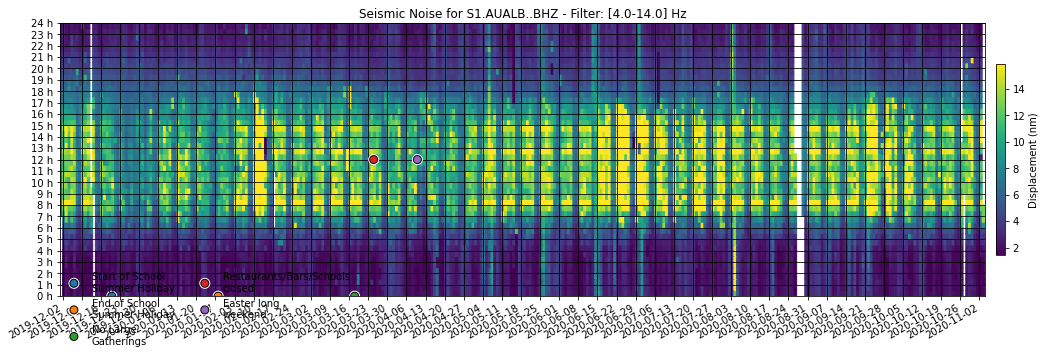 Seismic Noise for S1.AUALB..BHZ - Filter: [4.0-14.0] Hz
24 h
23 h
22 h
21 h
20 h
19 h
18 h
17 h
16 h
15 h
14 h
13 h
12 h
11 h
10 h
9 h
8 h
7 h
6 h
5 h
4 h
3 h
2 h
1 h
0 h
14
12
10
8
6
4
2
Displacement (nm)
Start of School
Summer Holiday
End of School
Summer Holiday
No Large
Gatherings
Restaurants/Bars/Schools
closed
Easter long
weekend
2019-12-02
2020-03-02
2020-03-09
2020-03-16
2020-03-23
2020-03-30
2020-04-06
2020-04-13
2020-04-20
2020-04-27
2020-05-04
2020-05-11
2020-05-18
2020-05-25
2020-06-01
2020-06-08
2020-06-15
2020-06-22
2020-06-29
2020-07-06
2020-07-13
2020-07-20
2020-07-27
2020-08-03
2020-08-10
2020-08-17
2020-08-24
2020-08-31
2020-09-07
2020-09-14
2020-09-21
2020-09-28
2020-10-05
2020-10-12
2020-10-19
2020-10-26
2020-11-02